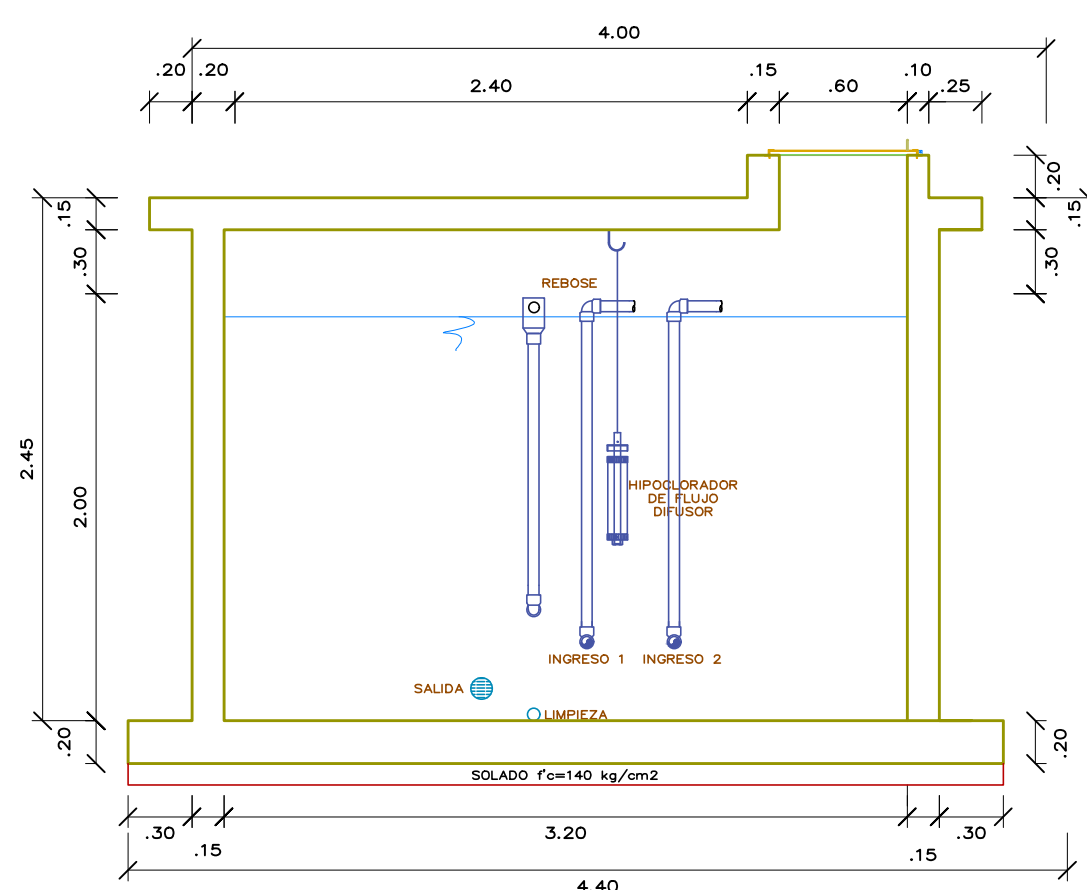 4.00
.20
.20
.15
.10
2.40
.60
.25
.15
.20
.15
.30
.30
REBOSE
2.45
2.00
HIPOCLORADOR
DE FLUJO
DIFUSOR
INGRESO 1
INGRESO 2
SALIDA
LIMPIEZA
.20
.20
SOLADO f'c=140 kg/cm2
.30
3.20
.30
.15
.15
4.40